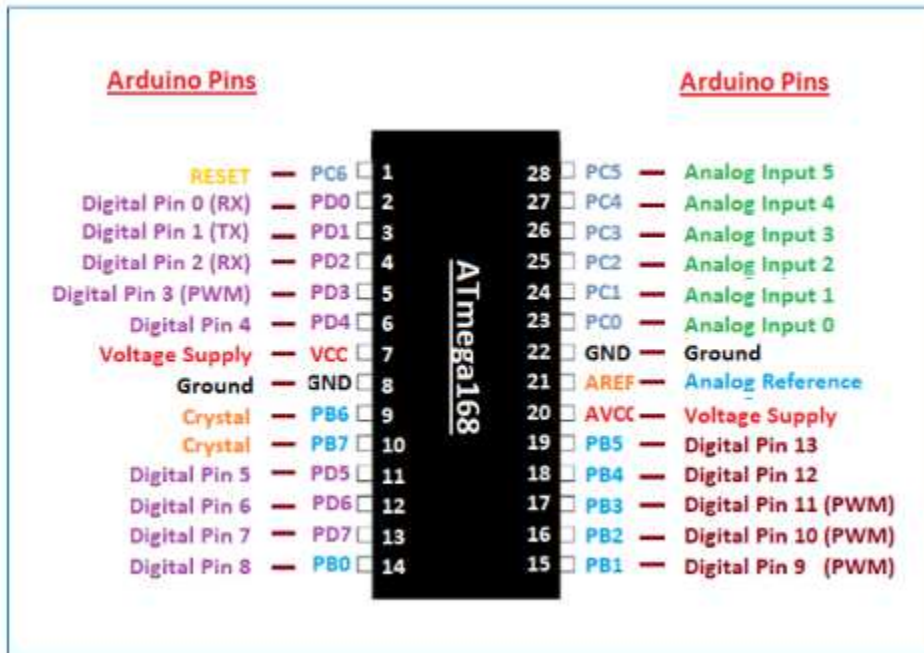 Arduino Pins
Arduino Pins
RESET — PC6 1
Digital Pin 0 (RX) — PD0 2
Digital Pin 1 (TX) — PD1 3
Digital Pin 2 (RX) — PD2 4
Digital Pin 3 (PWM) — PD3 5
Digital Pin 4 — PD4 6
Voltage Supply — VCC 7
Ground — GND 8
Crystal — PB6 9
Crystal — PB7 10
Digital Pin 5 — PD5 11
Digital Pin 6 — PD6 12
Digital Pin 7 — PD7 13
Digital Pin 8 — PB0 14
ATmega168
28 PC5 — Analog Input 5
27 PC4 — Analog Input 4
26 PC3 — Analog Input 3
25 PC2 — Analog Input 2
24 PC1 — Analog Input 1
23 PC0 — Analog Input 0
22 GND — Ground
21 AREF — Analog Reference
20 AVCC — Voltage Supply
19 PB5 — Digital Pin 13
18 PB4 — Digital Pin 12
17 PB3 — Digital Pin 11 (PWM)
16 PB2 — Digital Pin 10 (PWM)
15 PB1 — Digital Pin 9 (PWM)